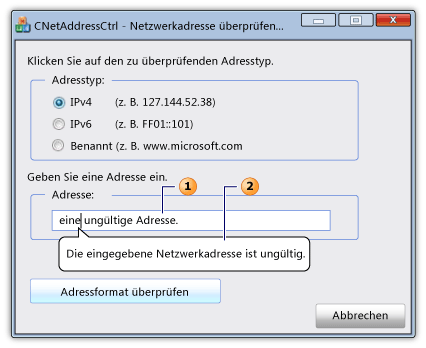 CNetAddressCtrl - Netzwerkadresse überprüfen...
Klicken Sie auf den zu überprüfenden Adresstyp.
Adresstyp:
IPv4 (z. B. 127.144.52.38)
IPv6 (z. B. FF01::101)
Benannt (z. B. www.microsoft.com
Geben Sie eine Adresse ein.
1 2
Adresse:
eine ungültige Adresse.
Die eingegebene Netzwerkadresse ist ungültig.
Adressformat überprüfen
Abbrechen